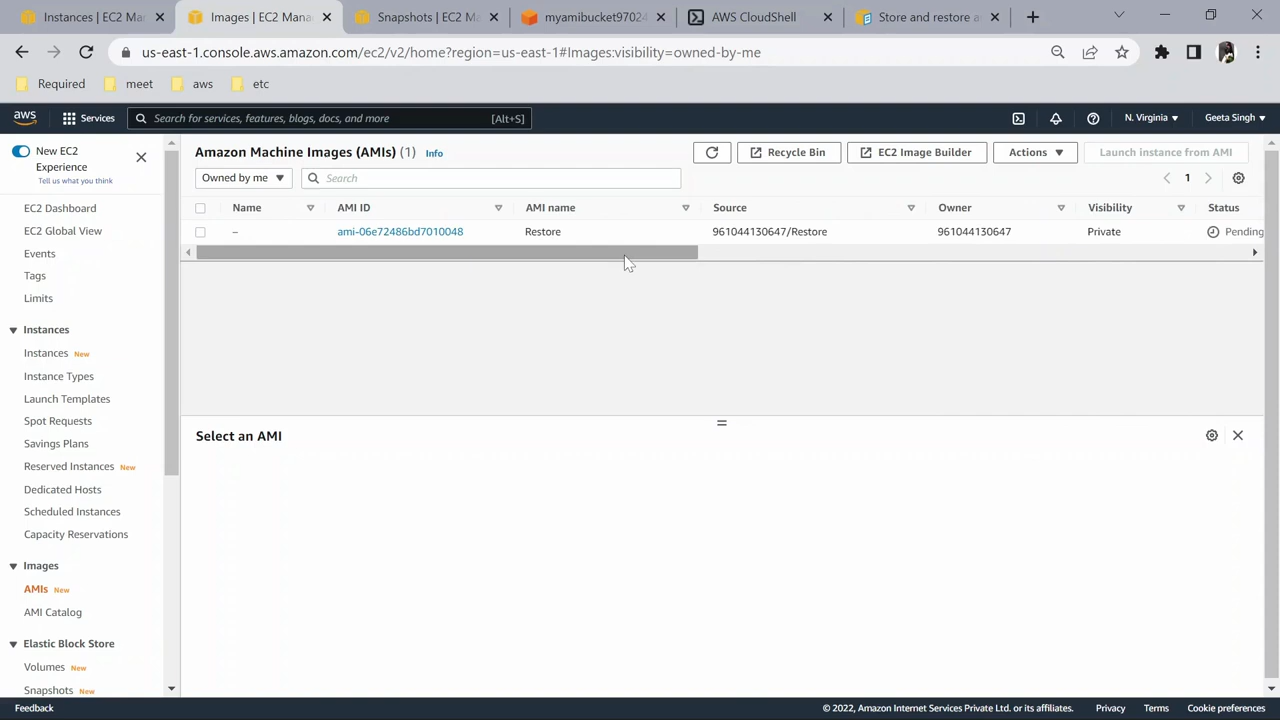 Instances | EC2 Mana
Images | EC2 Manag
Snapshots | EC2 Ma
myamibucket97024
AWS CloudShell
Store and restore a
us-east-1.console.aws.amazon.com/ec2/v2/home?region=us-east-1#Images:visibility=owned-by-me
Required
meet
aws
etc
aws
Services
Search for services, features, blogs, docs, and more
[Alt+S]
N. Virginia
Geeta Singh
New EC2
Experience
Tell us what you think
EC2 Dashboard
EC2 Global View
Events
Tags
Limits
Instances
Instances New
Instance Types
Launch Templates
Spot Requests
Savings Plans
Reserved Instances New
Dedicated Hosts
Scheduled Instances
Capacity Reservations
Images
AMIs New
AMI Catalog
Elastic Block Store
Volumes New
Snapshots New
Amazon Machine Images (AMIs) (1) Info
Recycle Bin
EC2 Image Builder
Actions
Launch instance from AMI
Owned by me
Search
1
Name
AMI ID
AMI name
Source
Owner
Visibility
Status
–
ami-06e72486bd7010048
Restore
961044130647/Restore
961044130647
Private
Pending
Select an AMI
Feedback
© 2022, Amazon Internet Services Private Ltd. or its affiliates.
Privacy
Terms
Cookie preferences